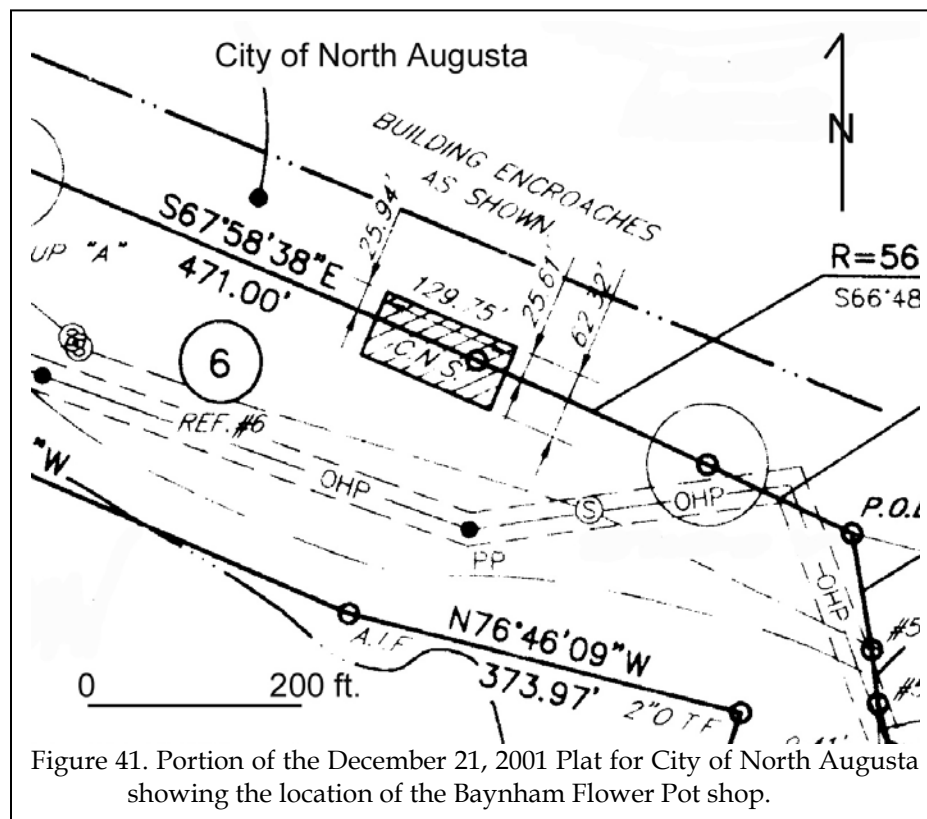 City of North Augusta
N
BUILDING ENCROACHES
AS SHOWN
25.94'
S67°58'38"E
471.00'
129.75'
25.61
62.32'
R=56
S66°48
UP "A"
6
C.N.S.
REF. #6
"W
OHP
S
OHP
P.O.
PP
OHP
#5
N76°46'09"W
A.I.F
373.97'
2"O.T.F
0 200 ft.
Figure 41. Portion of the December 21, 2001 Plat for City of North Augusta
showing the location of the Baynham Flower Pot shop.